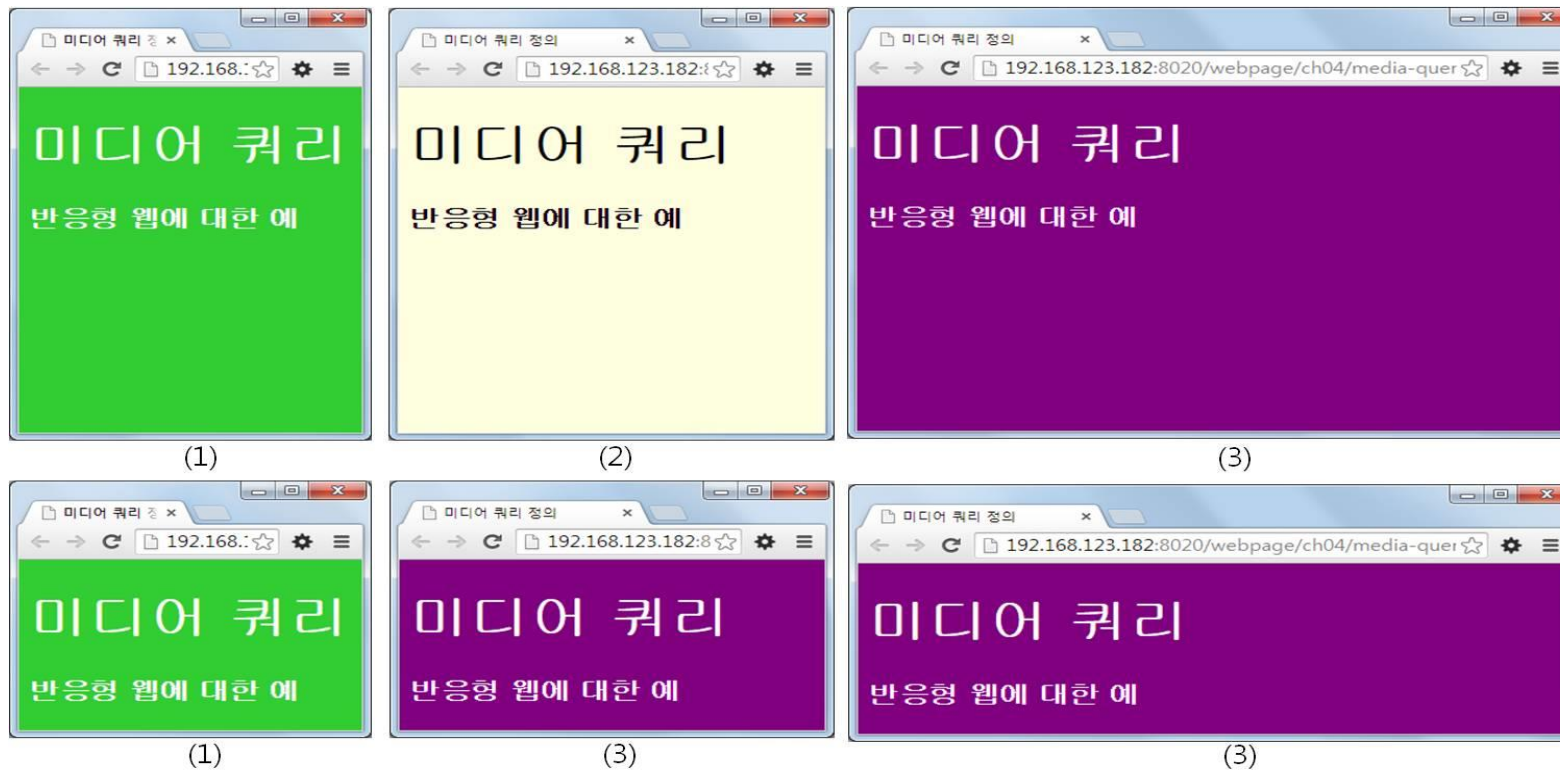 미디어 쿼리 정
192.168.1
미디어 쿼리
반응형 웹에 대한 예
(1)
미디어 쿼리 정의
192.168.123.182:8
미디어 쿼리
반응형 웹에 대한 예
(2)
미디어 쿼리 정의
192.168.123.182:8020/webpage/ch04/media-quer
미디어 쿼리
반응형 웹에 대한 예
(3)
미디어 쿼리 정
192.168.
미디어 쿼리
반응형 웹에 대한 예
(1)
미디어 쿼리 정의
192.168.123.182:8
미디어 쿼리
반응형 웹에 대한 예
(3)
미디어 쿼리 정의
192.168.123.182:8020/webpage/ch04/media-quer
미디어 쿼리
반응형 웹에 대한 예
(3)